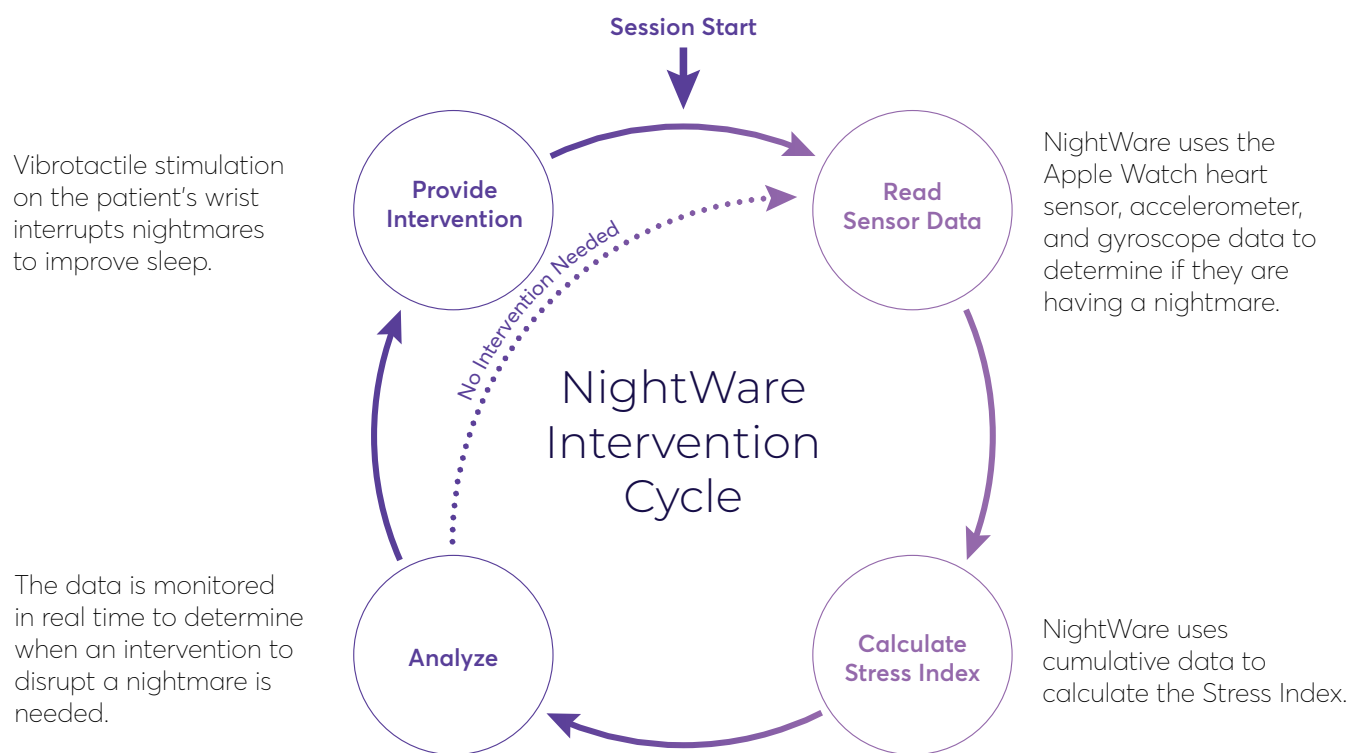 Session Start
Vibrotactile stimulation
on the patient's wrist
interrupts nightmares
to improve sleep.
Provide
Intervention
Read
Sensor Data
NightWare uses the
Apple Watch heart
sensor, accelerometer,
and gyroscope data to
determine if they are
having a nightmare.
No Intervention Needed
NightWare
Intervention
Cycle
The data is monitored
in real time to determine
when an intervention to
disrupt a nightmare is
needed.
Analyze
Calculate
Stress Index
NightWare uses
cumulative data to
calculate the Stress Index.